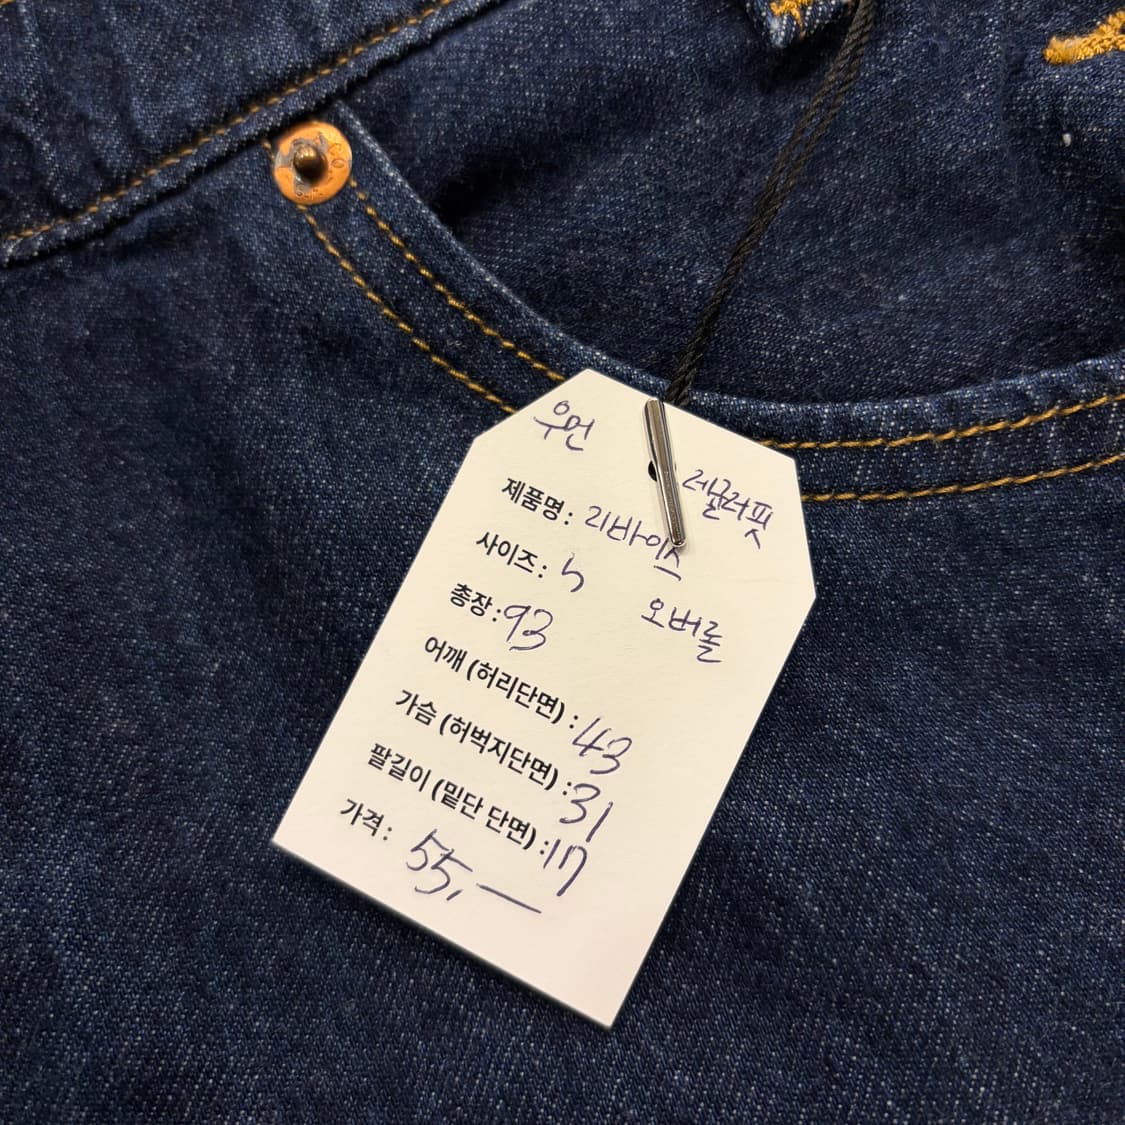 우먼
레귤러핏
제품명: 리바이스
사이즈: S
오버롤
총장: 93
어깨 (허리단면) : 43
가슴 (허벅지단면) : 31
팔길이 (밑단 단면) : 17
가격: 55,—